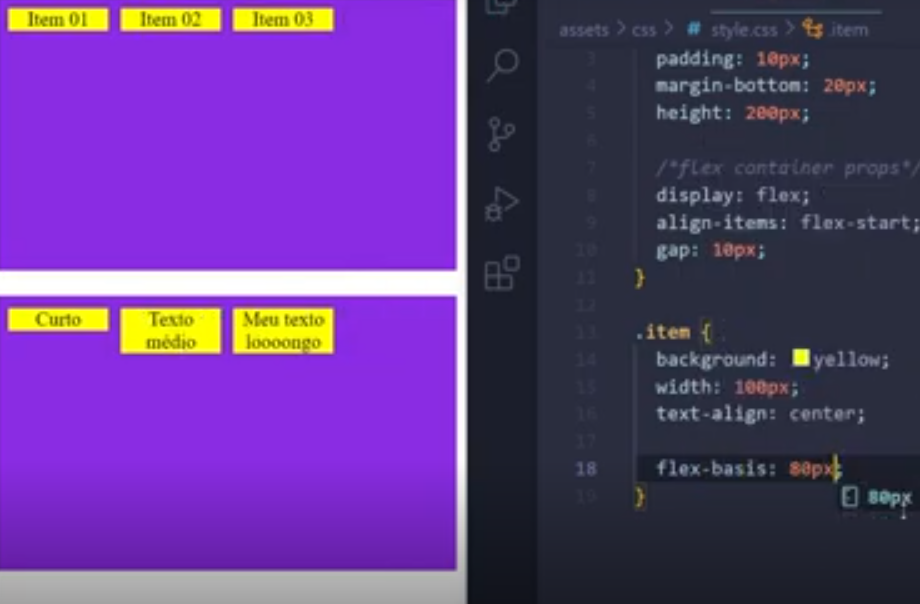 Item 01 Item 02 Item 03
Curto Texto médio Meu texto loooongo
assets > css > # style.css > .item
3 padding: 10px;
4 margin-bottom: 20px;
5 height: 200px;
6
7 /*flex container props*/
8 display: flex;
9 align-items: flex-start;
10 gap: 10px;
11 }
12
13 .item {
14 background: yellow;
15 width: 100px;
16 text-align: center;
17
18 flex-basis: 80px;
19 }
80px